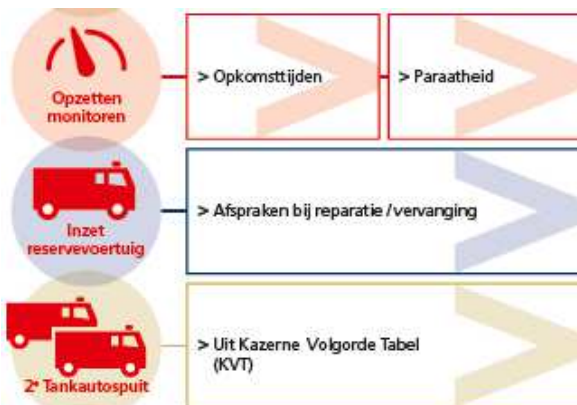 Opzetten
monitoren
> Opkomsttijden
> Paraatheid
Inzet
reservevoertuig
> Afspraken bij reparatie / vervanging
2e Tankautospuit
> Uit Kazerne Volgorde Tabel
(KVT)